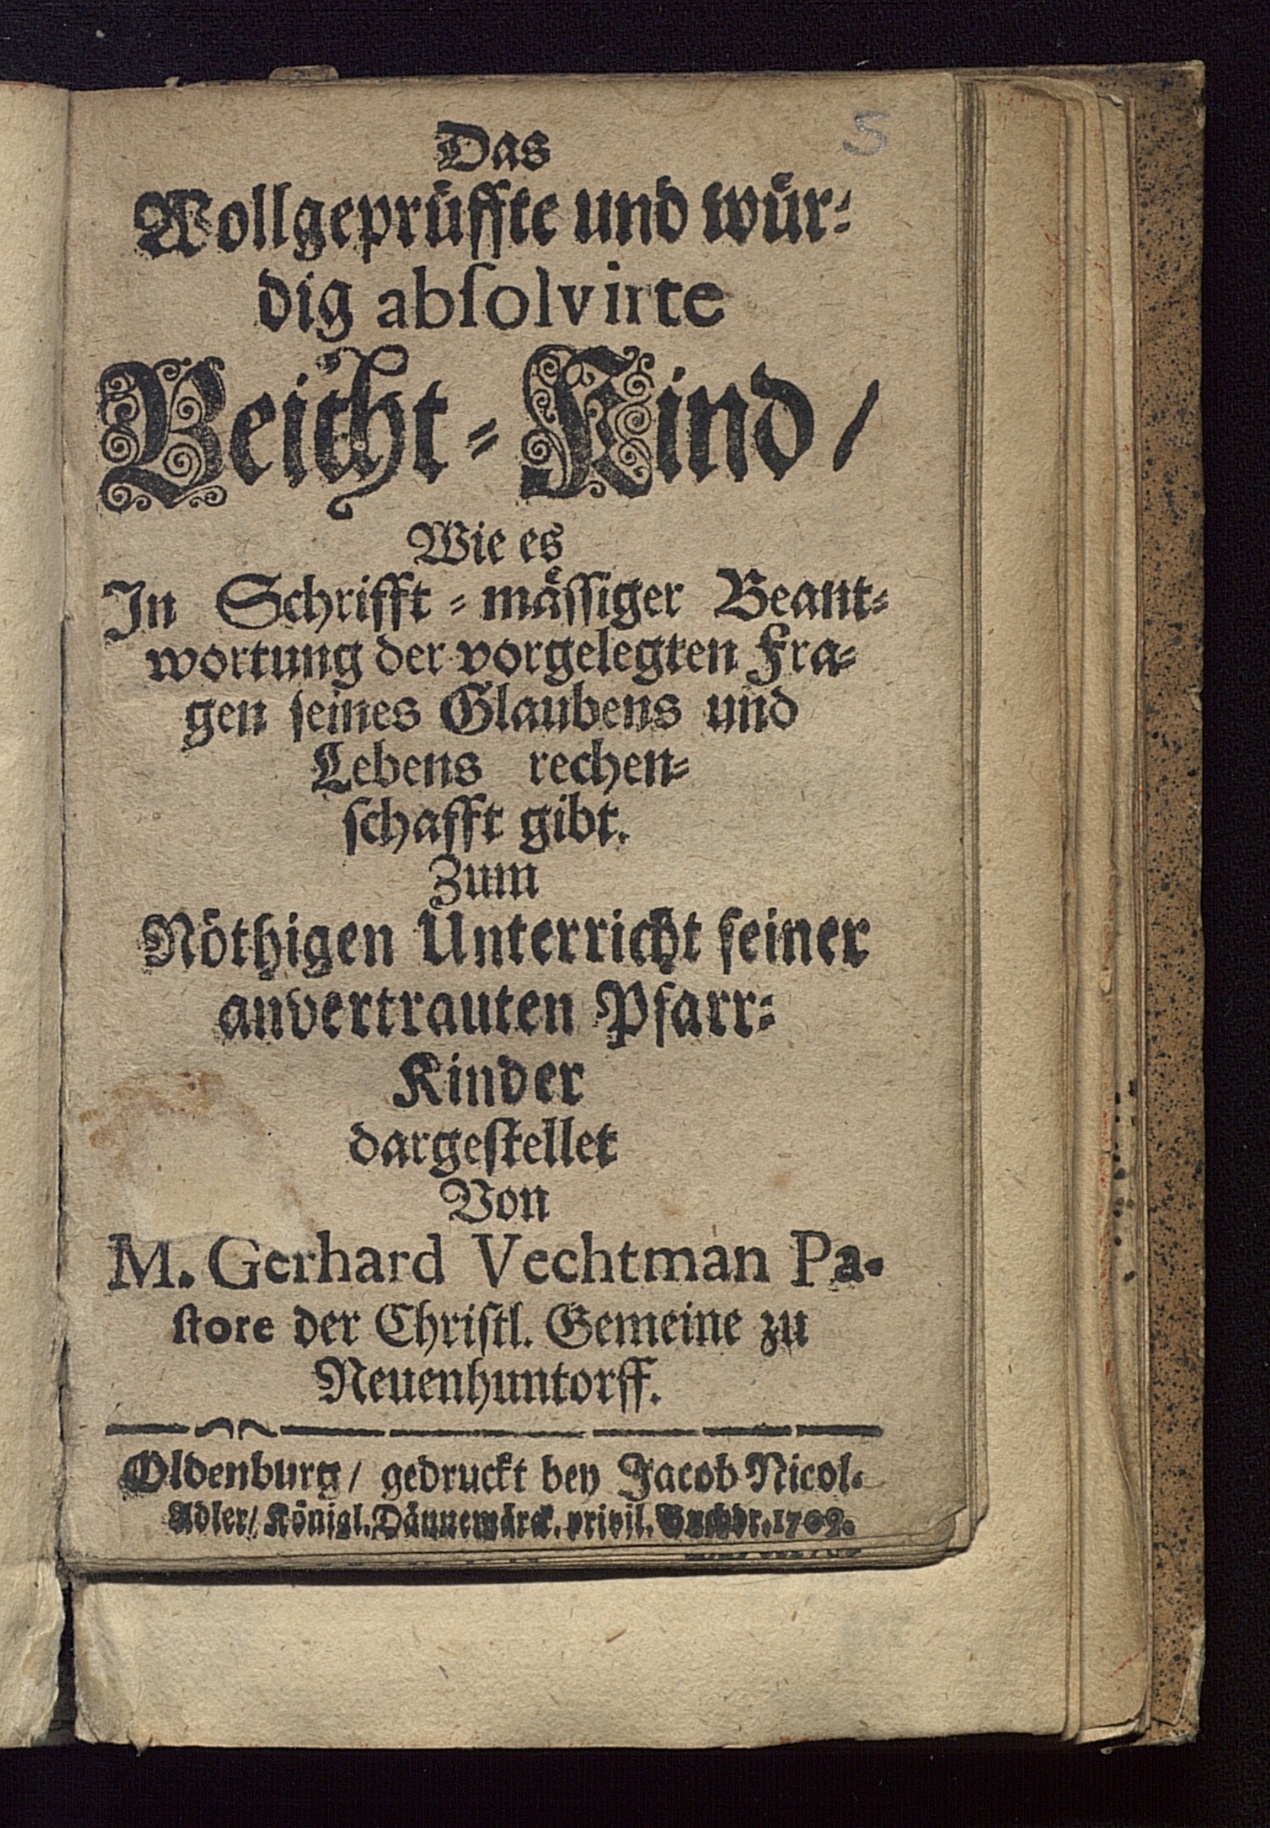 5
Das
Wollgeprüffte und wür-
dig absolvirte
Beicht-Kind/
Wie es
In Schrifft-mässiger Beant-
wortung der vorgelegten Fra-
gen seines Glaubens und
Lebens rechen-
schafft gibt.
Zum
Nöthigen Unterricht seiner
anvertrauten Pfarr-
Kinder
dargestellet
Von
M. Gerhard Vechtman Pa-
store der Christl. Gemeine zu
Neuenhuntorff.
Oldenburg/ gedruckt bey Jacob Nicol.
Adler/ Königl. Dännemärck. privil. Buchdr. 1709.